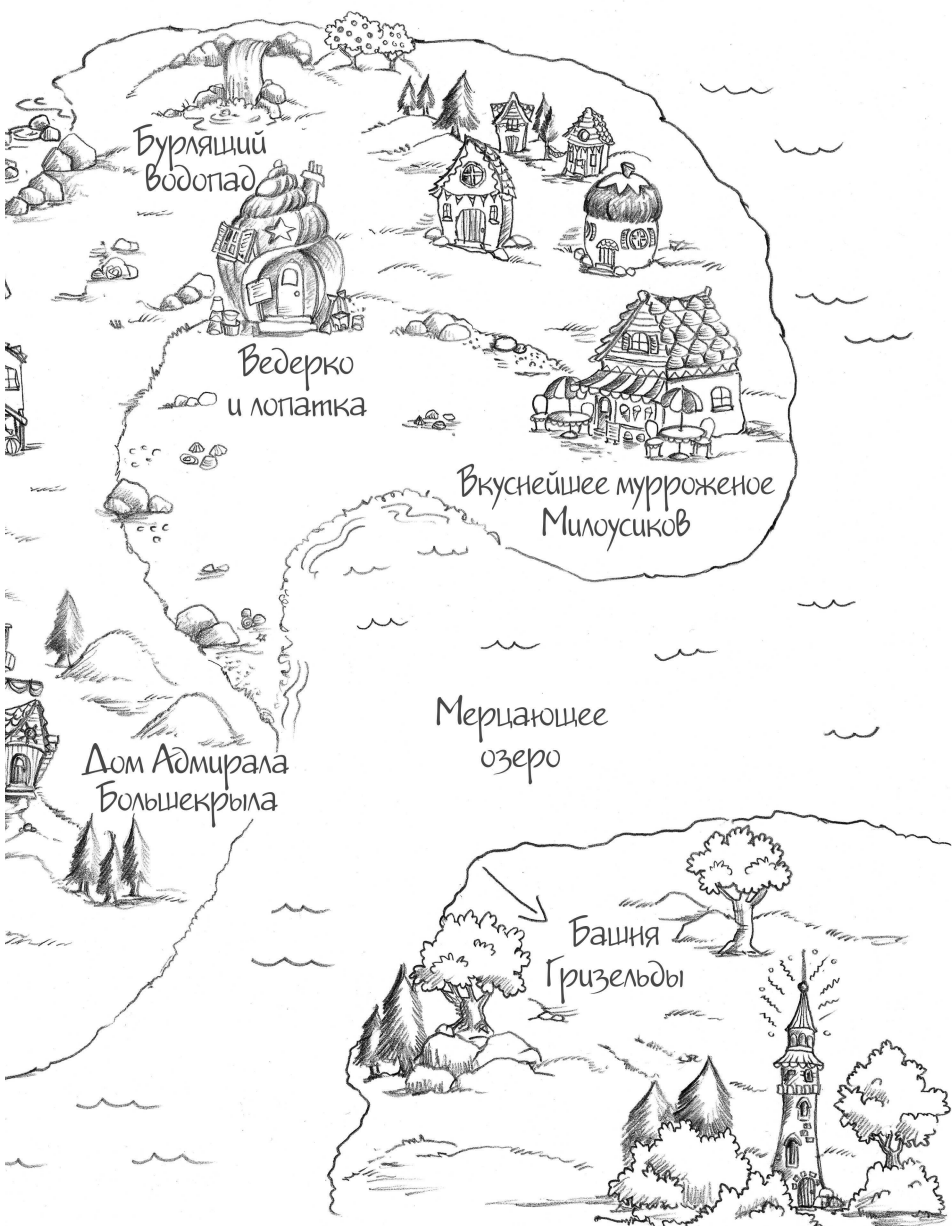 Бурлящий
водопад
Ведерко
и лопатка
Вкуснейшее мурроженое
Милоусиков
Мерцающее
озеро
Дом Адмирала
Большекрыла
Башня
Гризельды